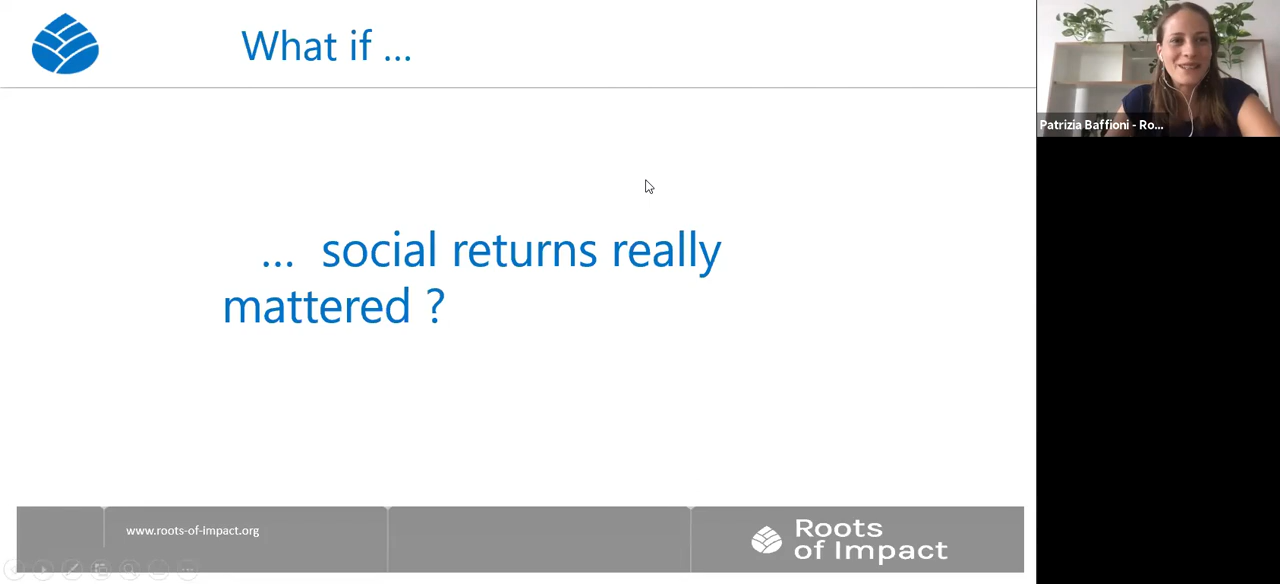 What if ...
... social returns really
mattered ?
Patrizia Baffioni - Ro...
www.roots-of-impact.org
Roots
of Impact